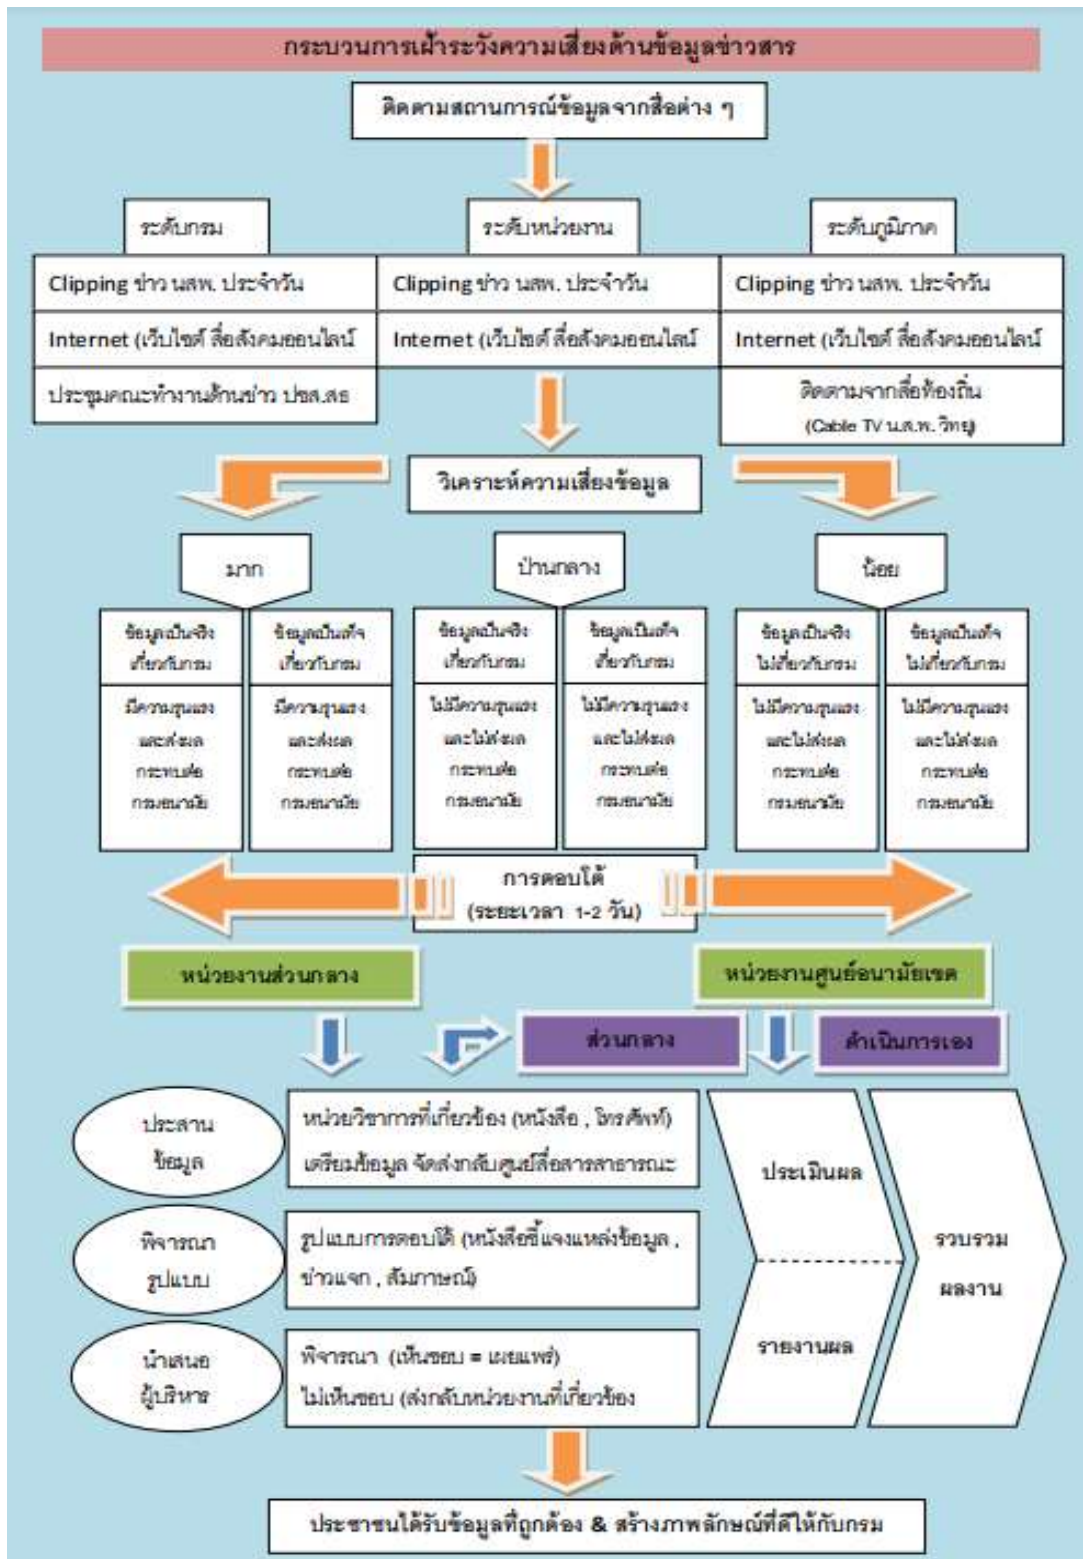 กระบวนการเฝ้าระวังความเสี่ยงด้านข้อมูลข่าวสาร
ติดตามสถานการณ์ข้อมูลจากสื่อต่าง ๆ
ระดับกรม
ระดับหน่วยงาน
ระดับภูมิภาค
Clipping ข่าว นสพ. ประจำวัน
Clipping ข่าว นสพ. ประจำวัน
Clipping ข่าว นสพ. ประจำวัน
Internet (เว็บไซต์ สื่อสังคมออนไลน์
Internet (เว็บไซต์ สื่อสังคมออนไลน์
Internet (เว็บไซต์ สื่อสังคมออนไลน์
ประชุมคณะทำงานด้านข่าว ปชส.สธ
ติดตามจากสื่อท้องถิ่น
(Cable TV น.ส.พ. วิทยุ)
วิเคราะห์ความเสี่ยงข้อมูล
มาก
ปานกลาง
น้อย
ข้อมูลเป็นจริง
เกี่ยวกับกรม
ข้อมูลเป็นเท็จ
เกี่ยวกับกรม
ข้อมูลเป็นจริง
เกี่ยวกับกรม
ข้อมูลเป็นเท็จ
เกี่ยวกับกรม
ข้อมูลเป็นจริง
ไม่เกี่ยวกับกรม
ข้อมูลเป็นเท็จ
ไม่เกี่ยวกับกรม
มีความรุนแรง
และส่งผล
กระทบต่อ
กรมอนามัย
มีความรุนแรง
และส่งผล
กระทบต่อ
กรมอนามัย
ไม่มีความรุนแรง
และไม่ส่งผล
กระทบต่อ
กรมอนามัย
ไม่มีความรุนแรง
และไม่ส่งผล
กระทบต่อ
กรมอนามัย
ไม่มีความรุนแรง
และไม่ส่งผล
กระทบต่อ
กรมอนามัย
ไม่มีความรุนแรง
และไม่ส่งผล
กระทบต่อ
กรมอนามัย
การตอบโต้
(ระยะเวลา 1-2 วัน)
หน่วยงานส่วนกลาง
หน่วยงานศูนย์อนามัยเขต
ส่วนกลาง
ดำเนินการเอง
ประสาน
ข้อมูล
หน่วยวิชาการที่เกี่ยวข้อง (หนังสือ , โทรศัพท์)
เตรียมข้อมูล จัดส่งกลับศูนย์สื่อสารสาธารณะ
ประเมินผล
พิจารณา
รูปแบบ
รูปแบบการตอบโต้ (หนังสือชี้แจงแหล่งข้อมูล ,
ข่าวแจก , สัมภาษณ์)
รวบรวม
ผลงาน
นำเสนอ
ผู้บริหาร
พิจารณา (เห็นชอบ = เผยแพร่)
ไม่เห็นชอบ (ส่งกลับหน่วยงานที่เกี่ยวข้อง
รายงานผล
ประชาชนได้รับข้อมูลที่ถูกต้อง & สร้างภาพลักษณ์ที่ดีให้กับกรม